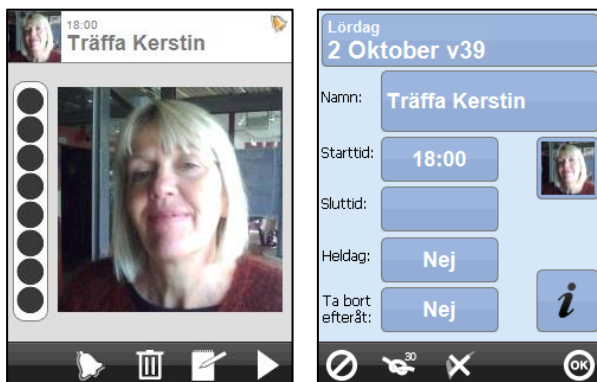 18:00
Träffa Kerstin
Lördag
2 Oktober v39
Namn:
Träffa Kerstin
Starttid:
18:00
Sluttid:
Heldag:
Nej
Ta bort
efteråt:
Nej
i
30
OK